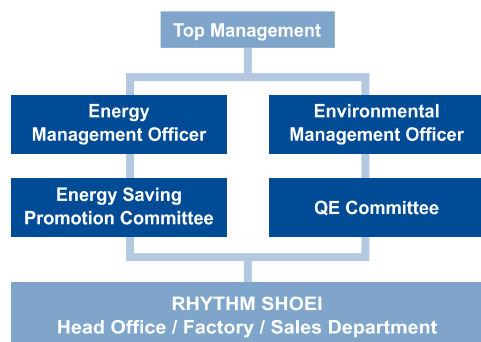 Top Management
Energy
Management Officer
Environmental
Management Officer
Energy Saving
Promotion Committee
QE Committee
RHYTHM SHOEI
Head Office / Factory / Sales Department